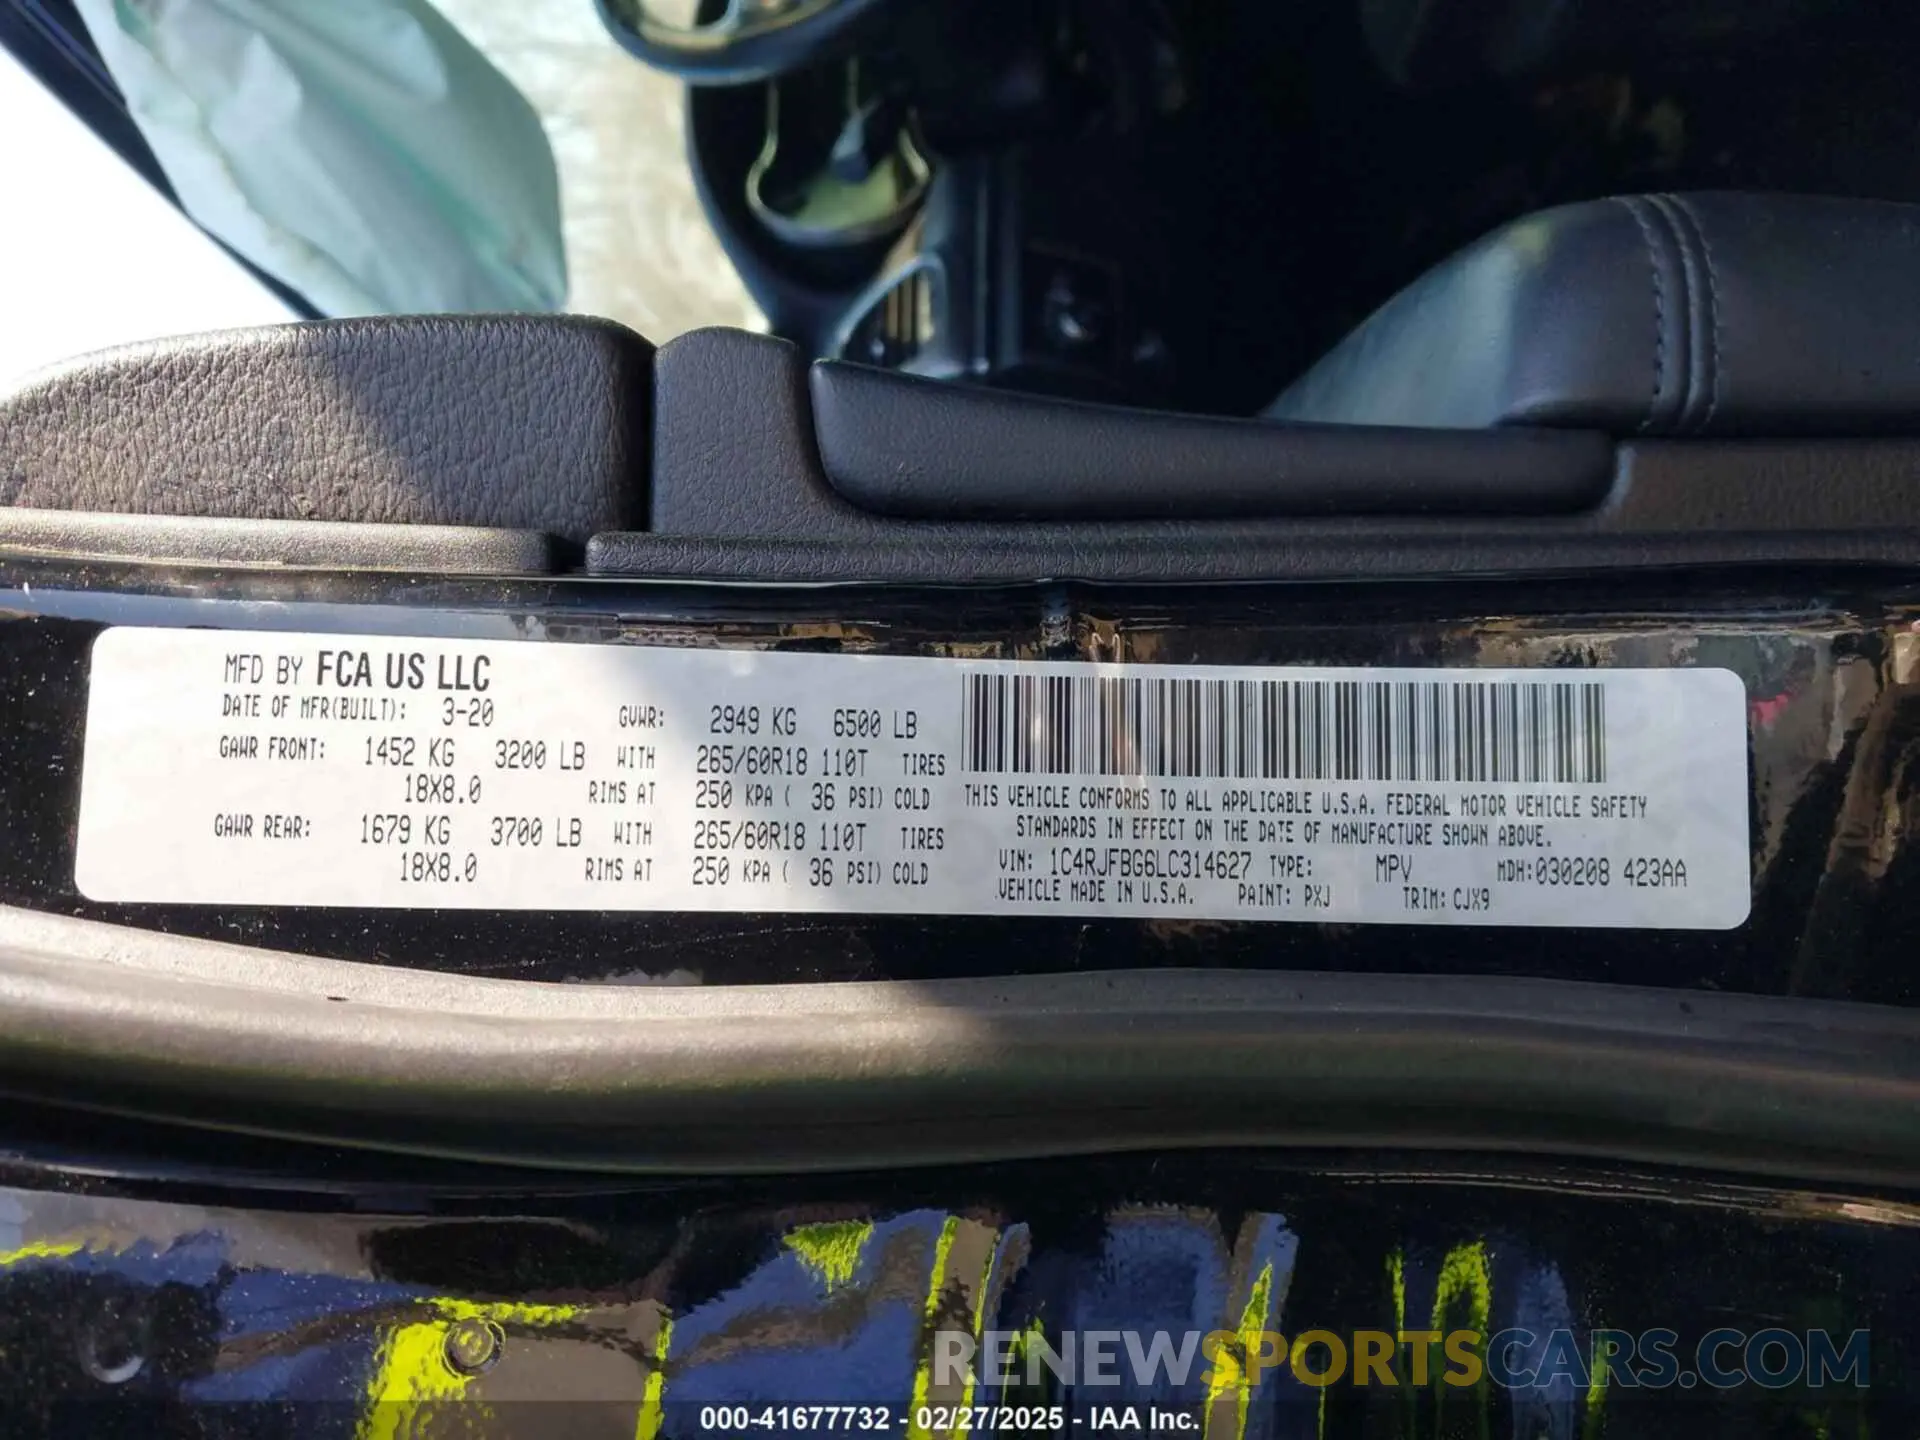 MFD BY FCA US LLC
DATE OF MFR(BUILT): 3-20 GVWR: 2949 KG 6500 LB
GAWR FRONT: 1452 KG 3200 LB WITH 265/60R18 110T TIRES
18X8.0 RIMS AT 250 KPA ( 36 PSI) COLD
GAWR REAR: 1679 KG 3700 LB WITH 265/60R18 110T TIRES
18X8.0 RIMS AT 250 KPA ( 36 PSI) COLD
THIS VEHICLE CONFORMS TO ALL APPLICABLE U.S.A. FEDERAL MOTOR VEHICLE SAFETY
STANDARDS IN EFFECT ON THE DATE OF MANUFACTURE SHOWN ABOVE.
VIN: 1C4RJFBG6LC314627 TYPE: MPV MDH:030208 423AA
VEHICLE MADE IN U.S.A. PAINT: PXJ TRIM: CJX9
RENEWSPORTSCARS.COM
000-41677732 - 02/27/2025 - IAA Inc.